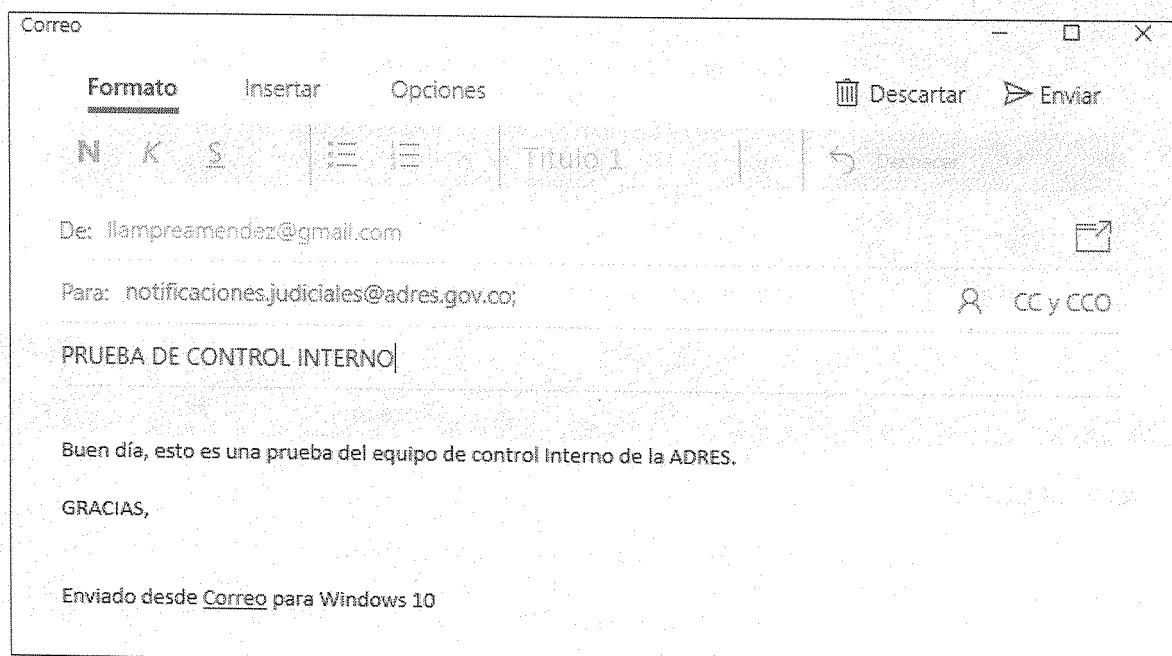 Correo
Formato Insertar Opciones Descartar Enviar
N K S Título 1 Deshacer
De: llampreamendez@gmail.com
Para: notificaciones.judiciales@adres.gov.co; CC y CCO
PRUEBA DE CONTROL INTERNO
Buen día, esto es una prueba del equipo de control Interno de la ADRES.
GRACIAS,
Enviado desde Correo para Windows 10